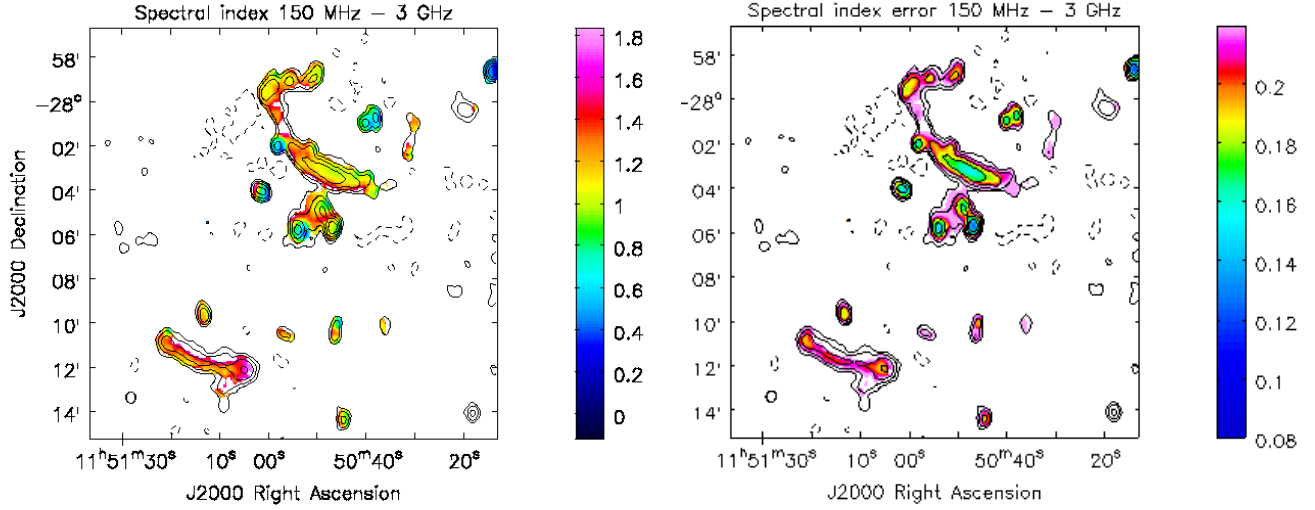 Spectral index 150 MHz – 3 GHz
58'
-28°
02'
04'
06'
08'
10'
12'
14'
J2000 Declination
11ʰ51ᵐ30ˢ
10ˢ
00ˢ
50ᵐ40ˢ
20ˢ
J2000 Right Ascension
1.8
1.6
1.4
1.2
1
0.8
0.6
0.4
0.2
0
Spectral index error 150 MHz – 3 GHz
58'
-28°
02'
04'
06'
08'
10'
12'
14'
11ʰ51ᵐ30ˢ
10ˢ
00ˢ
50ᵐ40ˢ
20ˢ
J2000 Right Ascension
0.2
0.18
0.16
0.14
0.12
0.1
0.08